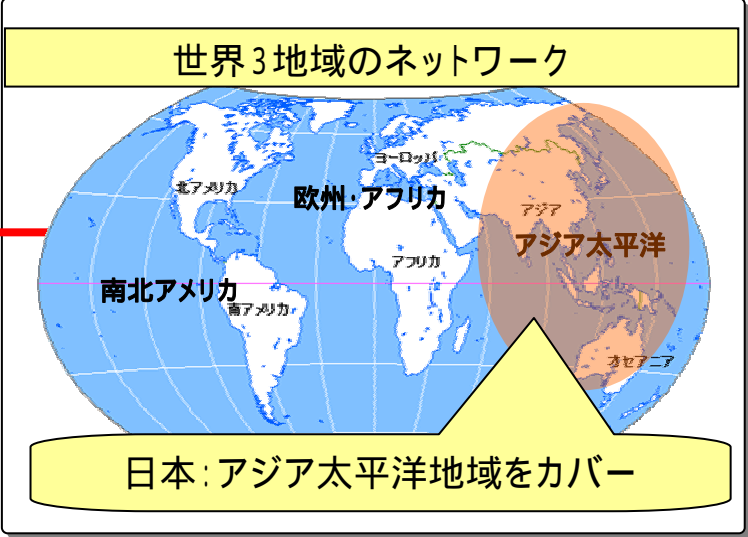 世界3地域のネットワーク
ヨーロッパ
北アメリカ
欧州・アフリカ
アジア
アジア太平洋
アフリカ
南北アメリカ
南アメリカ
オセアニア
日本:アジア太平洋地域をカバー